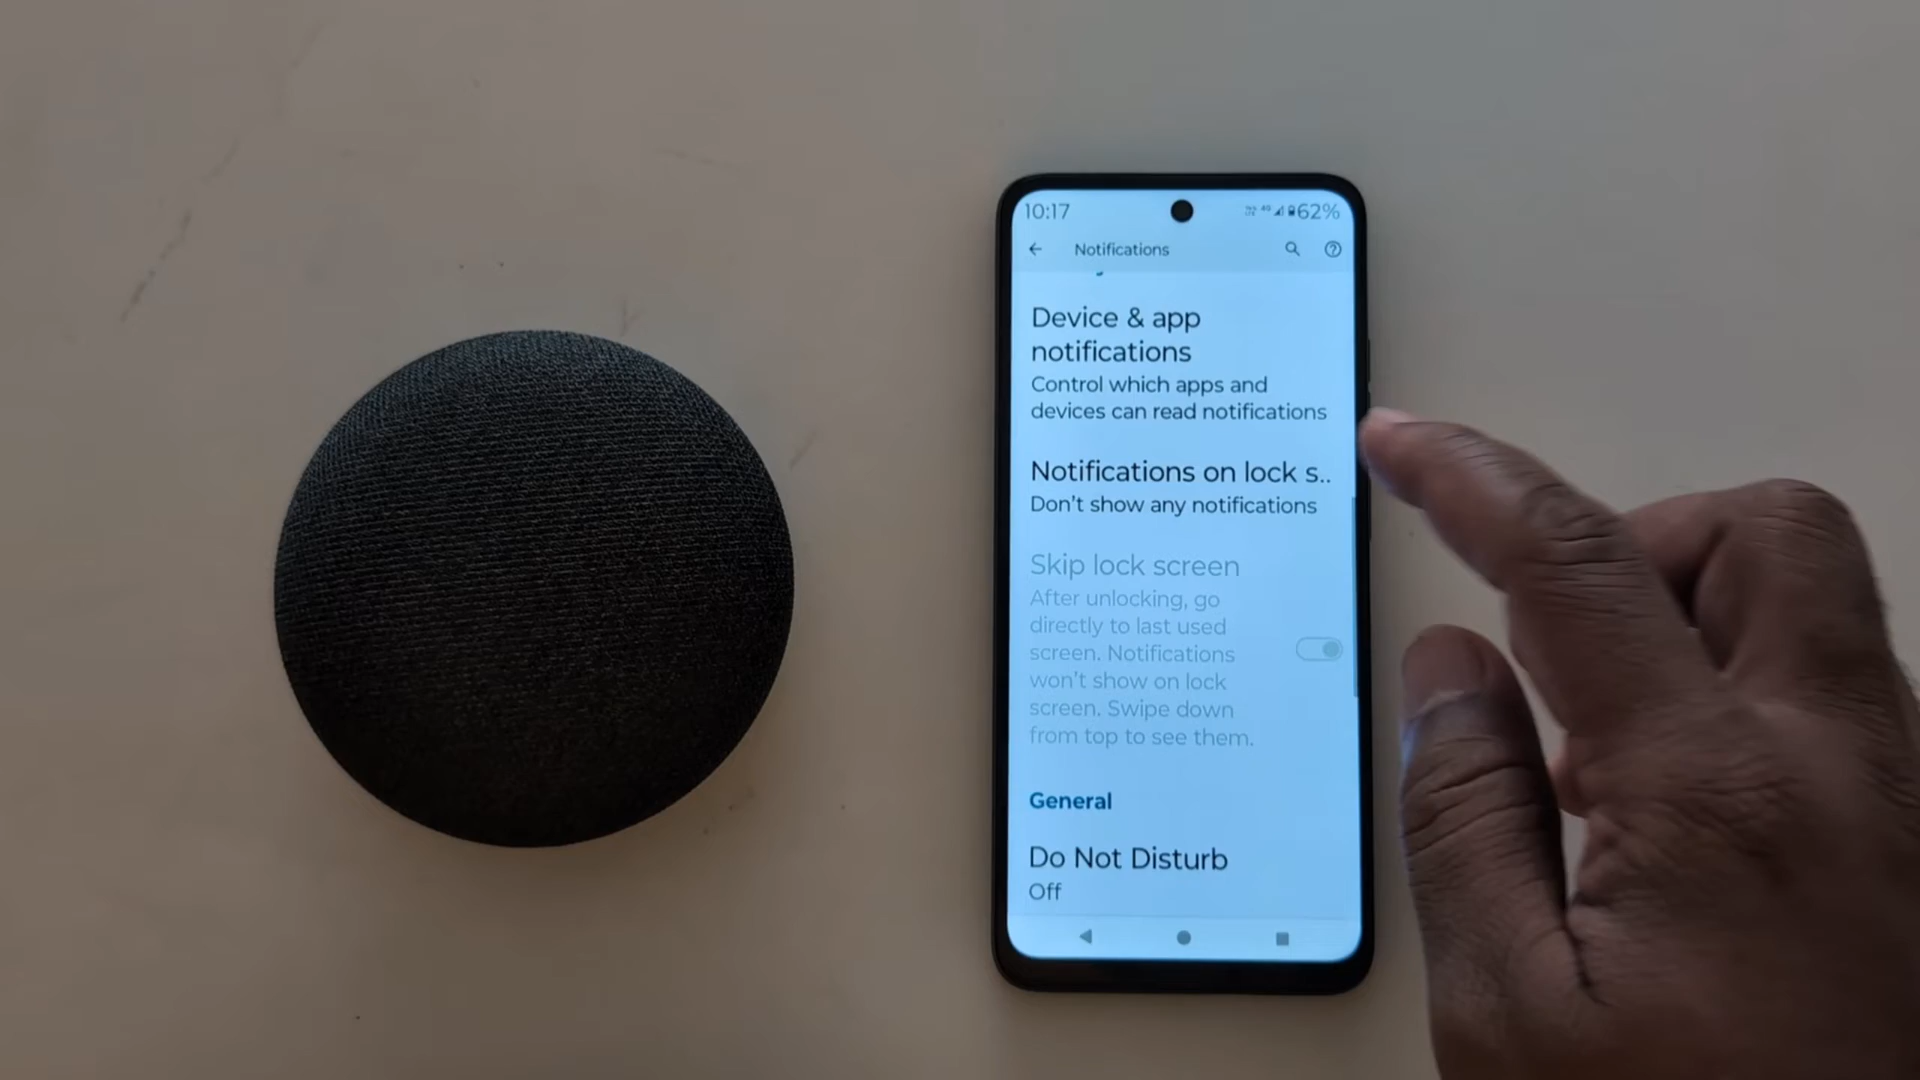 10:17
62%
Notifications
Device & app
notifications
Control which apps and
devices can read notifications
Notifications on lock s..
Don't show any notifications
Skip lock screen
After unlocking, go
directly to last used
screen. Notifications
won't show on lock
screen. Swipe down
from top to see them.
General
Do Not Disturb
Off